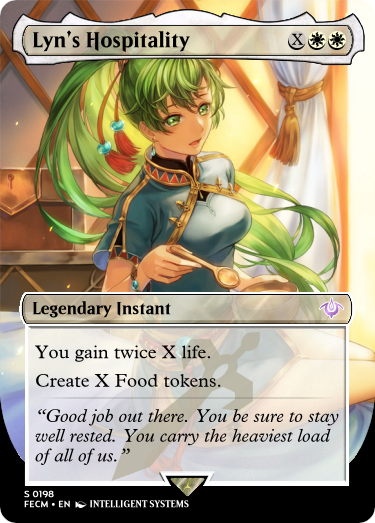 Lyn's Hospitality X
Legendary Instant
You gain twice X life.
Create X Food tokens.
“Good job out there. You be sure to stay
well rested. You carry the heaviest load
of all of us.”
S 0198
FECM • EN INTELLIGENT SYSTEMS